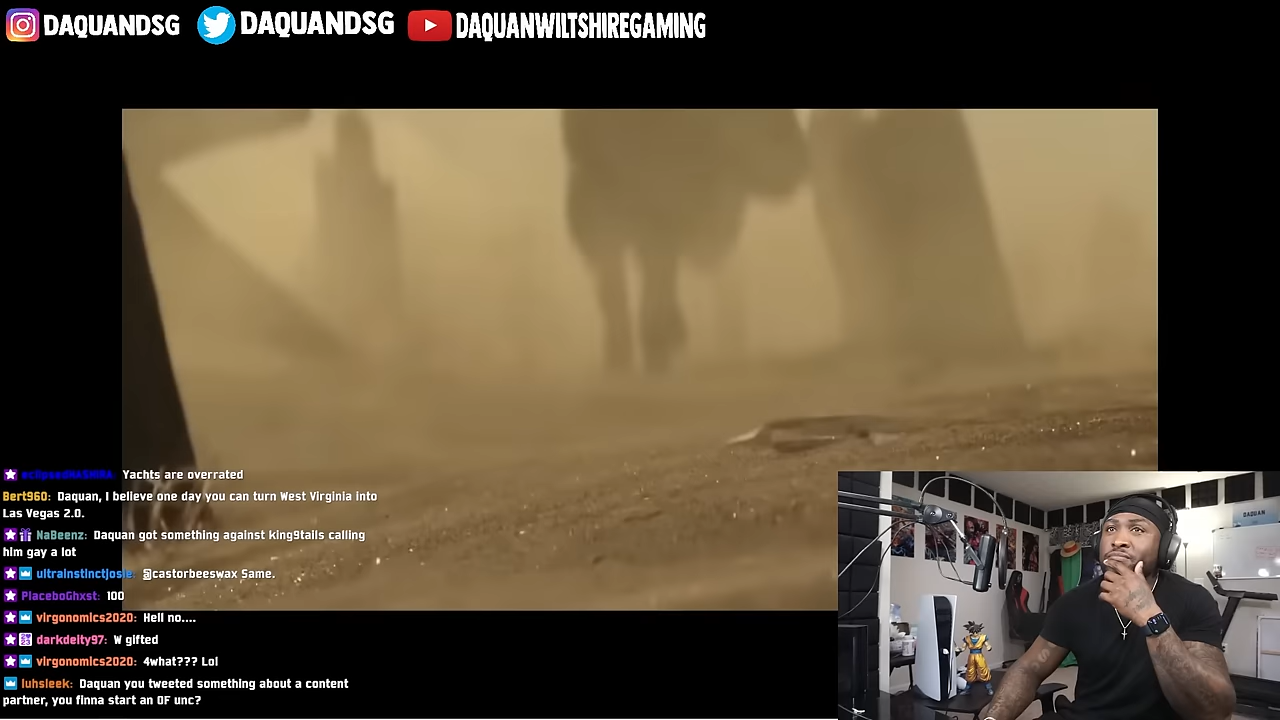 DAQUANDSG DAQUANDSG DAQUANWILTSHIREGAMING
eclipsedHASHIRA Yachts are overrated
Bert960: Daquan, I believe one day you can turn West Virginia into
Las Vegas 2.0.
NaBeenz: Daquan got something against king9tails calling
him gay a lot
ultrainstinctjosie: @castorbeeswax Same.
PlaceboGhxst: 100
virgonomics2020: Hell no....
darkdeity97: W gifted
virgonomics2020: 4what??? Lol
luhsleek: Daquan you tweeted something about a content
partner, you finna start an OF unc?
DAQUAN